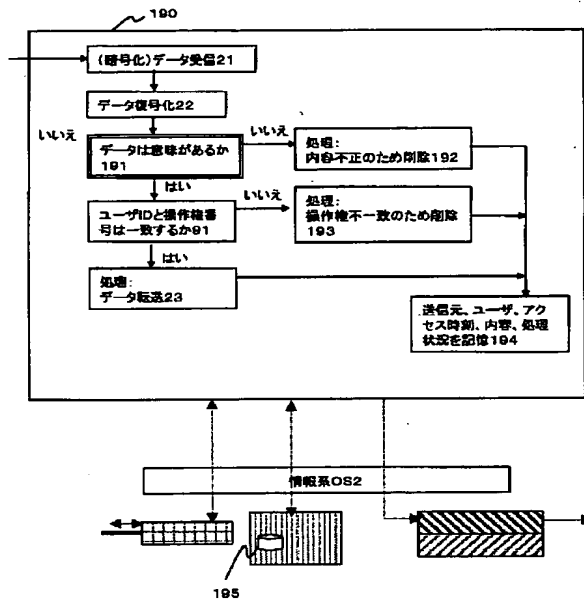 190
(暗号化)データ受信21
データ復号化22
いいえ
データは意味があるか
191
いいえ
処理:
内容不正のため削除192
はい
ユーザIDと操作権番
号は一致するか91
いいえ
処理:
操作権不一致のため削除
193
はい
処理:
データ転送23
送信元、ユーザ、アク
セス時刻、内容、処理
状況を記憶194
情報系OS2
195